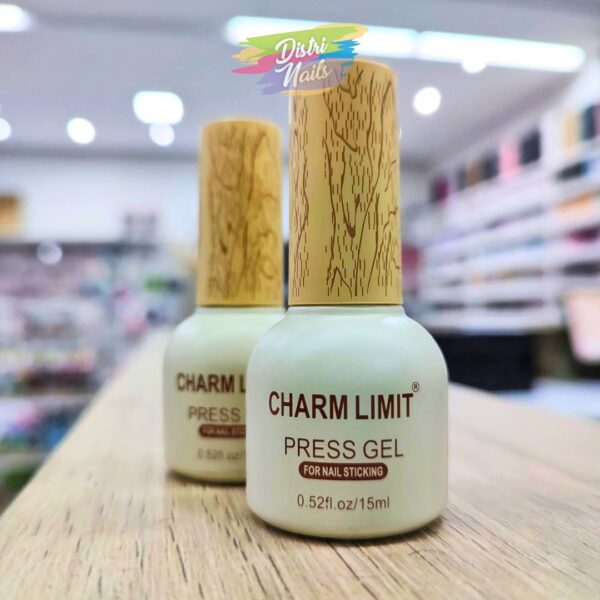 Distri
Nails
CHARM LIMIT®
PRESS GEL
FOR NAIL STICKING
0.52fl.oz/15ml
CHARM L
PRESS
FOR NAIL STICK
0.52fl.oz/